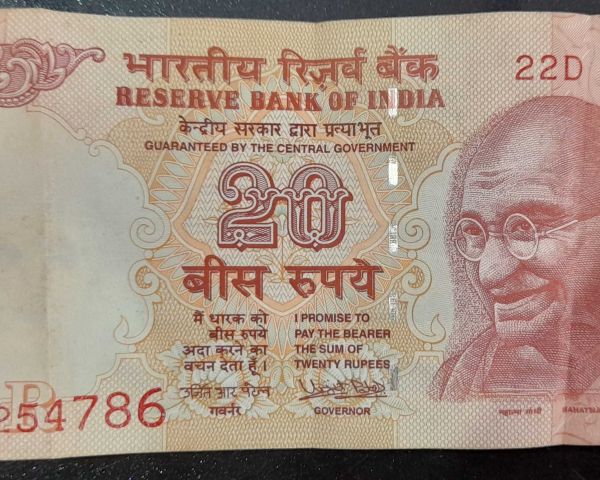 भारतीय रिज़र्व बैंक
22D
RESERVE BANK OF INDIA
केन्द्रीय सरकार द्वारा प्रत्याभूत
GUARANTEED BY THE CENTRAL GOVERNMENT
20
बीस रुपये
मैं धारक को
बीस रुपये
अदा करने का
वचन देता हूँ।
I PROMISE TO
PAY THE BEARER
THE SUM OF
TWENTY RUPEES
गवर्नर
GOVERNOR
R
254786
महात्मा गांधी